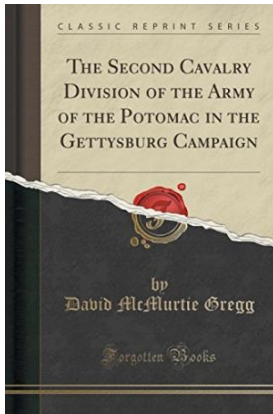 CLASSIC REPRINT SERIES
THE SECOND CAVALRY
DIVISION OF THE ARMY
OF THE POTOMAC IN THE
GETTYSBURG CAMPAIGN
by
David McMurtie Gregg
Forgotten Books